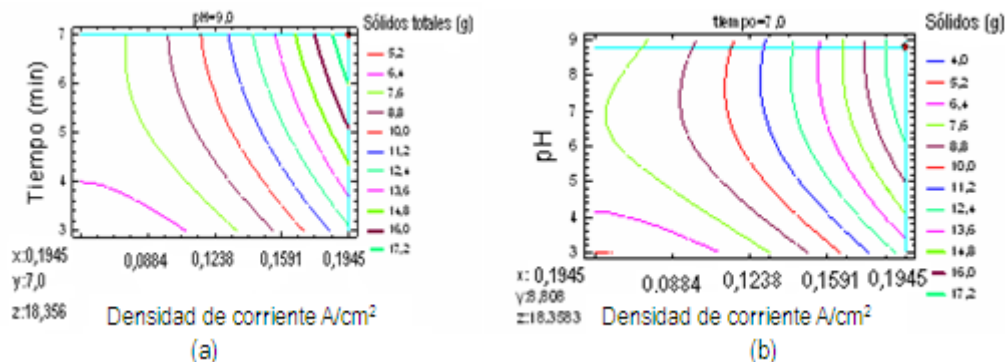 (a)
pH=9,0
Sólidos totales (g)
7
6
5
4
3
Tiempo (min)
5,2
6,4
7,6
8,8
10,0
11,2
12,4
13,6
14,8
16,0
17,2
x:0,1945
y:7,0
z:18,356
0,0884 0,1238 0,1591 0,1945
Densidad de corriente A/cm²
(a)
(b)
tiempo=7,0
Sólidos (g)
9
8
7
6
5
4
3
pH
4,0
5,2
6,4
7,6
8,8
10,0
11,2
12,4
13,6
14,8
16,0
17,2
x: 0,1945
y:8,808
z:18,3583
0.0884 0,1238 0,1591 0,1945
Densidad de corriente A/cm²
(b)